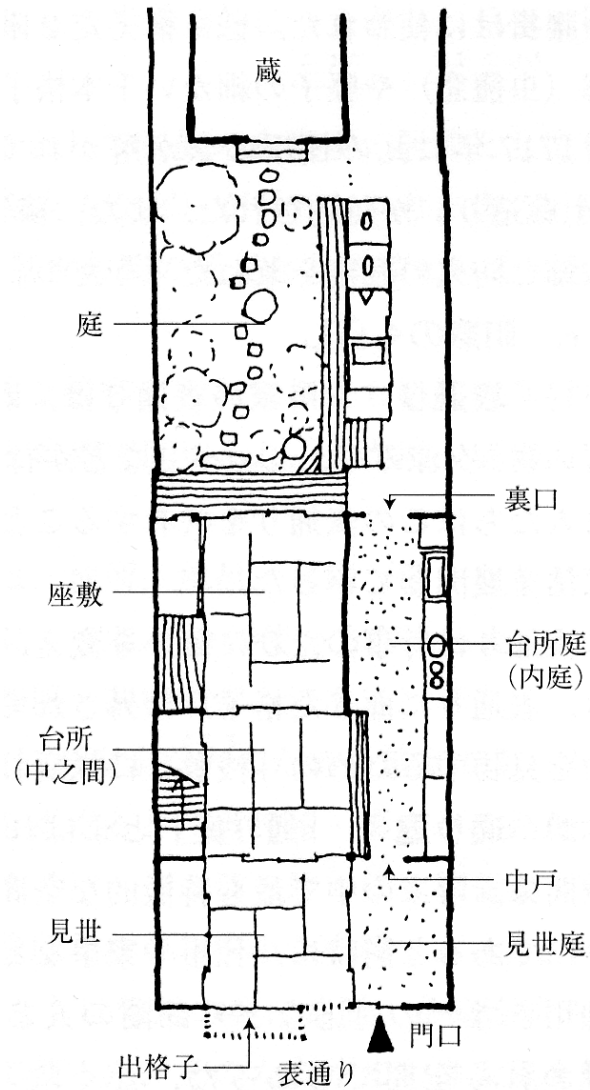 蔵
庭
裏口
座敷
台所庭
(内庭)
台所
(中之間)
中戸
見世
見世庭
門口
出格子
表通り